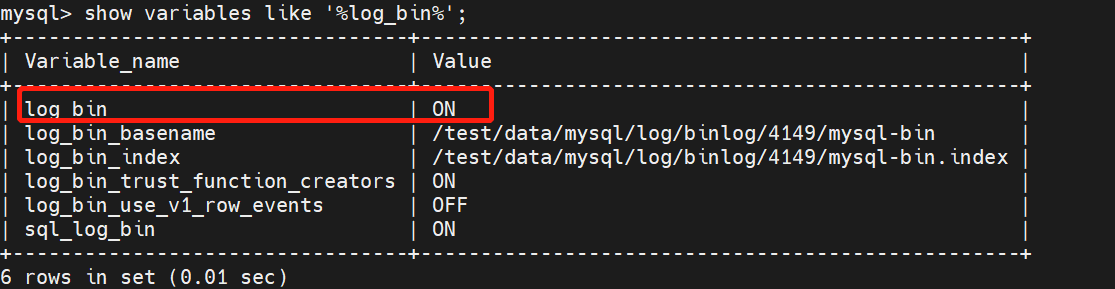 mysql> show variables like '%log_bin%';
+---------------------------------+---------------------------------------------------+
| Variable_name                   | Value                                             |
+---------------------------------+---------------------------------------------------+
| log_bin                         | ON                                                |
| log_bin_basename                | /test/data/mysql/log/binlog/4149/mysql-bin        |
| log_bin_index                   | /test/data/mysql/log/binlog/4149/mysql-bin.index |
| log_bin_trust_function_creators | ON                                                |
| log_bin_use_v1_row_events       | OFF                                               |
| sql_log_bin                     | ON                                                |
+---------------------------------+---------------------------------------------------+
6 rows in set (0.01 sec)